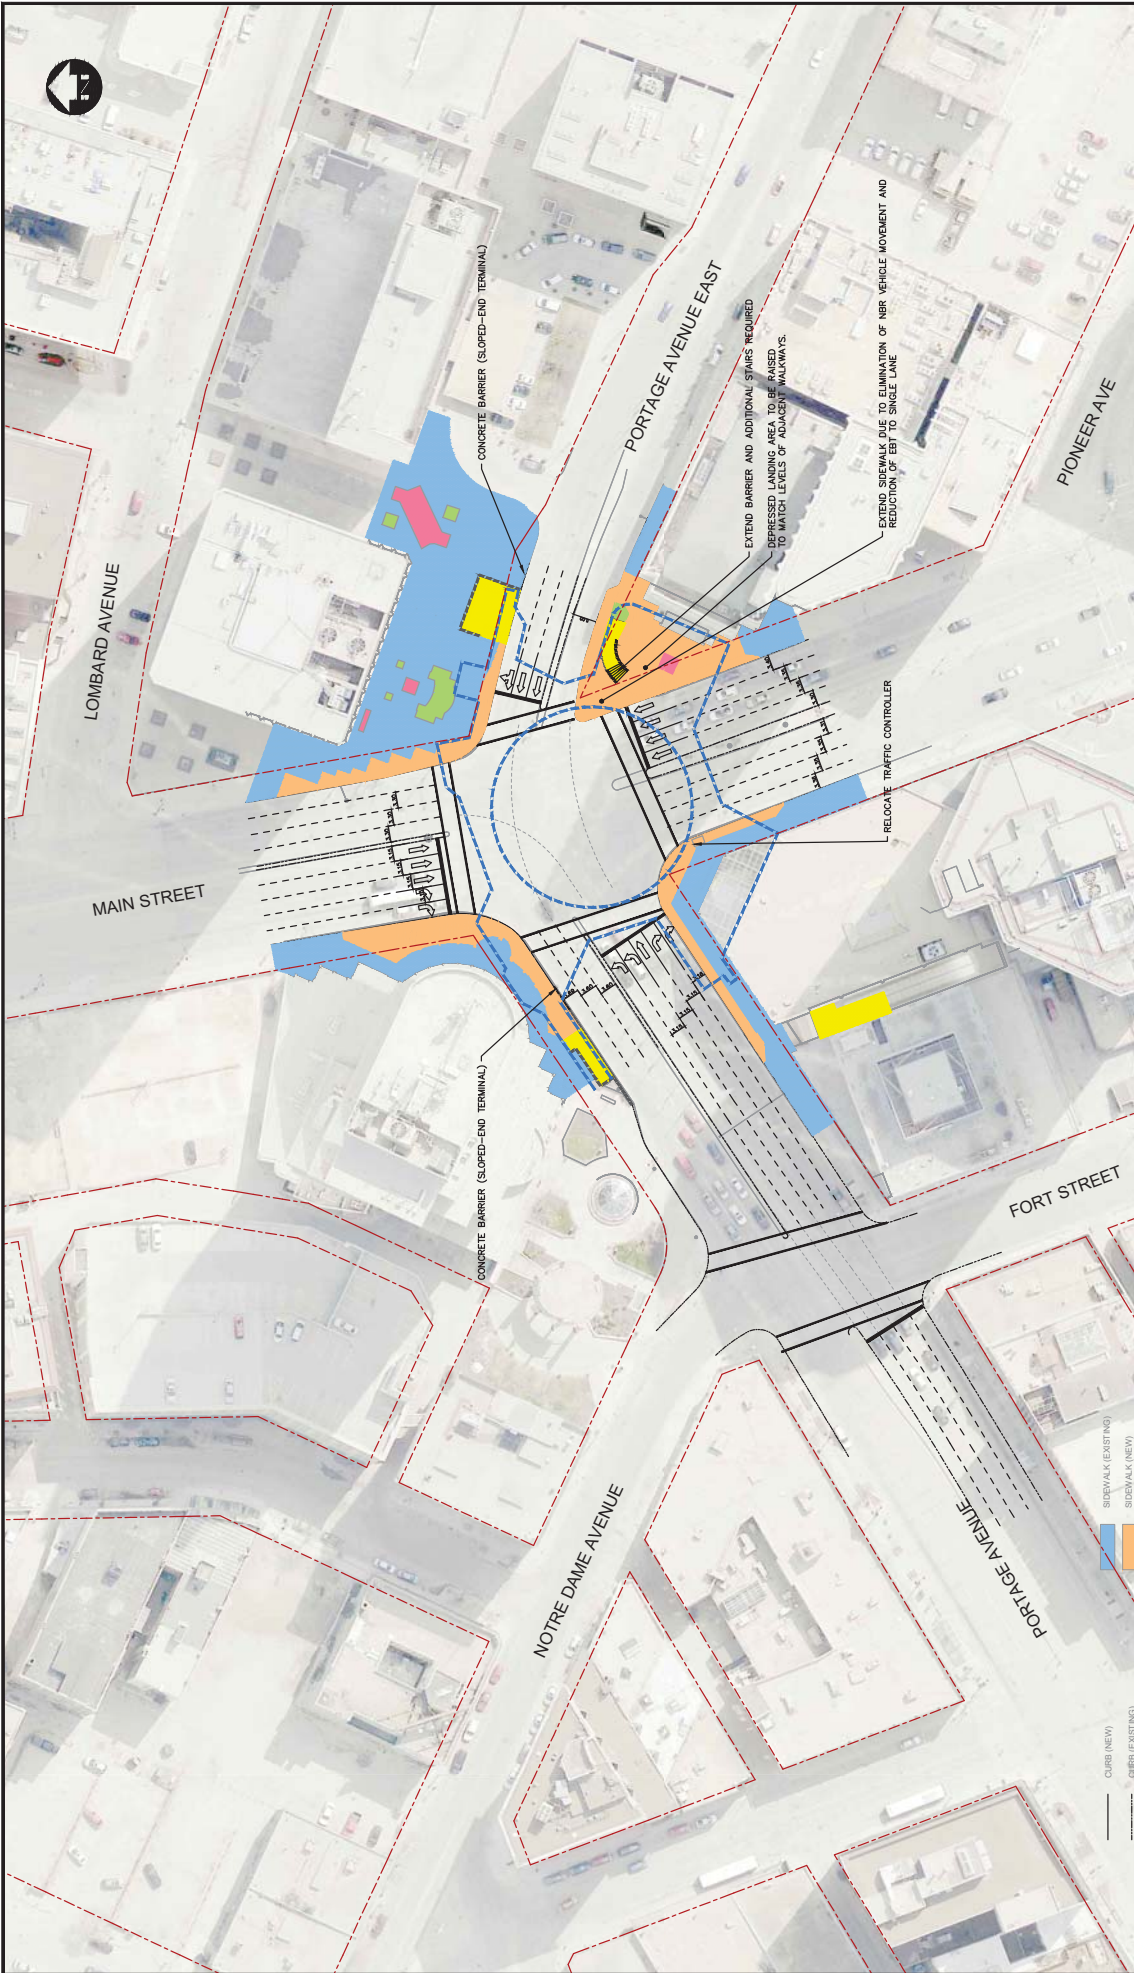 LOMBARD AVENUE
MAIN STREET
PORTAGE AVENUE EAST
PIONEER AVE
NOTRE DAME AVENUE
PORTAGE AVENUE
FORT STREET
CONCRETE BARRIER (SLOPED-END TERMINAL)
EXTEND BARRIER AND ADDITIONAL STAIRS REQUIRED
DEPRESSED LANDING AREA TO BE RAISED
TO MATCH LEVELS OF ADJACENT WALKWAYS.
EXTEND SIDEWALK DUE TO ELIMINATION OF NBR VEHICLE MOVEMENT AND
REDUCTION OF EBT TO SINGLE LANE
RELOCATE TRAFFIC CONTROLLER
CONCRETE BARRIER (SLOPED-END TERMINAL)
SIDEWALK (EXISTING)
SIDEWALK (NEW)
CURB (NEW)
CURB (EXISTING)